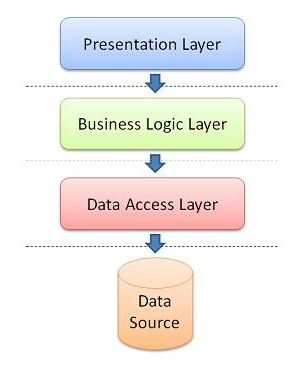 Presentation Layer
Business Logic Layer
Data Access Layer
Data
Source